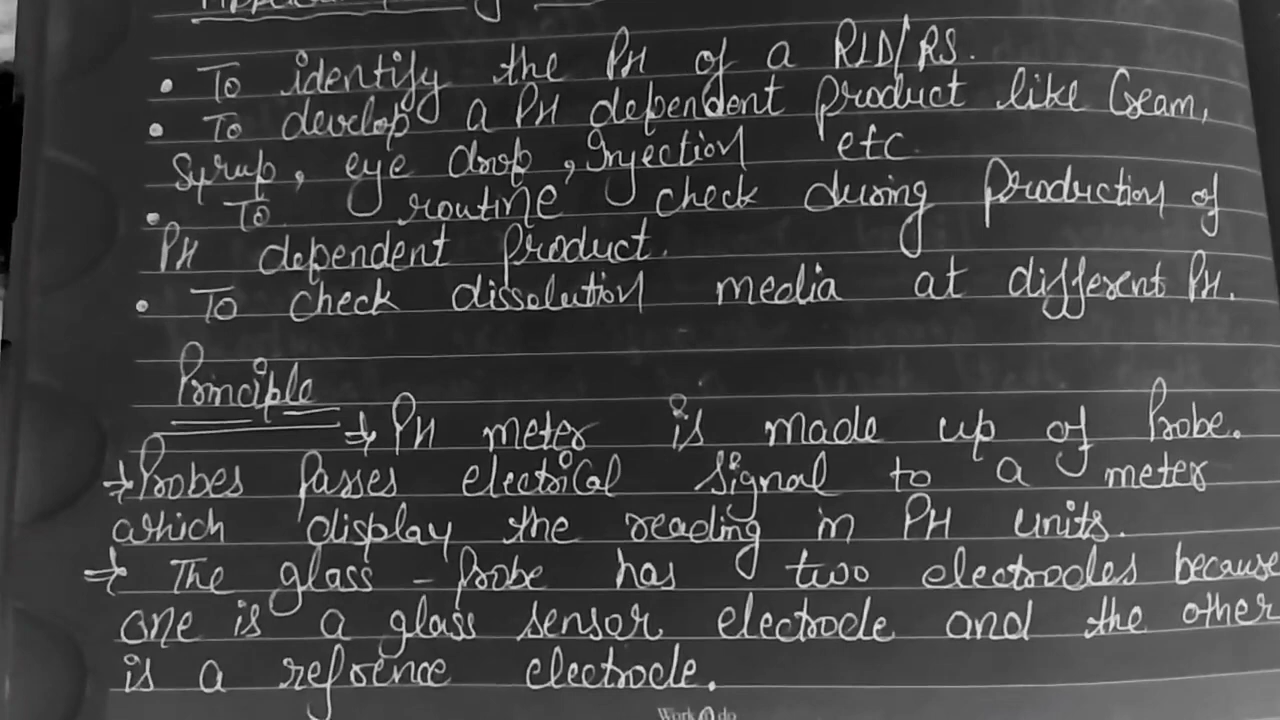 • To identify the PH of a RLD/RS.
• To develop a PH dependent product like Cream,
Syrup, eye drop, Injection etc.
• To routine check during production of
PH dependent product.
• To check dissolution media at different PH.
Principle
→ PH meter is made up of Probe.
→ Probes passes electrical signal to a meter
which display the reading in PH units.
→ The glass - Probe has two electrodes because
one is a glass sensor electrode and the other
is a refrence electrode.